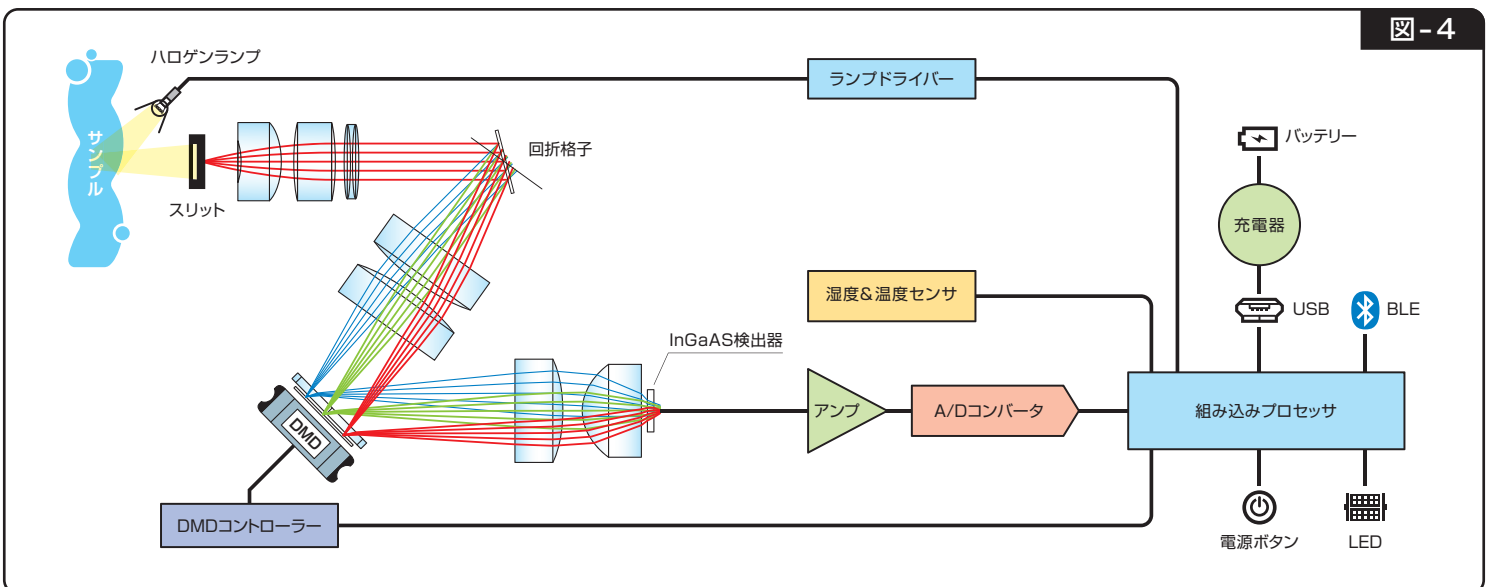 図-4
ハロゲンランプ
ランプドライバー
サンプル
スリット
回折格子
バッテリー
充電器
湿度&温度センサ
USB
BLE
InGaAS検出器
アンプ
A/Dコンバータ
組み込みプロセッサ
DMD
DMDコントローラー
電源ボタン
LED